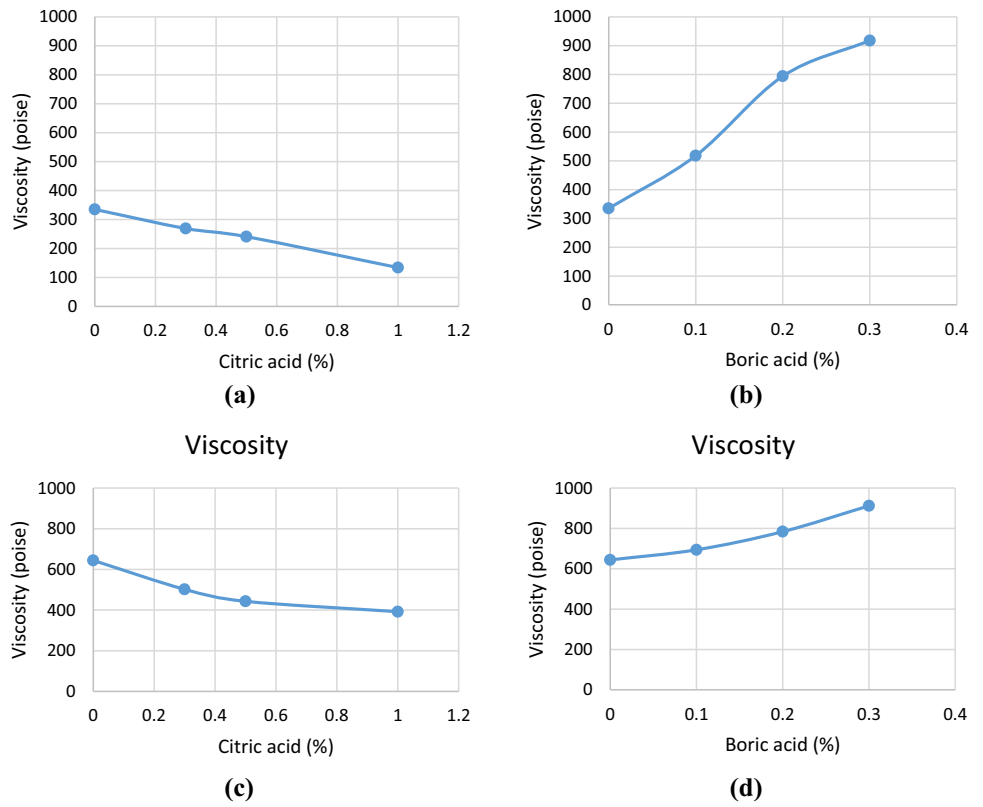 1000
900
800
700
600
500
400
300
200
100
0
Viscosity (poise)
0 0.2 0.4 0.6 0.8 1 1.2
Citric acid (%)
(a)
1000
900
800
700
600
500
400
300
200
100
0
Viscosity (poise)
0 0.1 0.2 0.3 0.4
Boric acid (%)
(b)
Viscosity
1000
800
600
400
200
0
Viscosity (poise)
0 0.2 0.4 0.6 0.8 1 1.2
Citric acid (%)
(c)
Viscosity
1000
800
600
400
200
0
Viscosity (poise)
0 0.1 0.2 0.3 0.4
Boric acid (%)
(d)